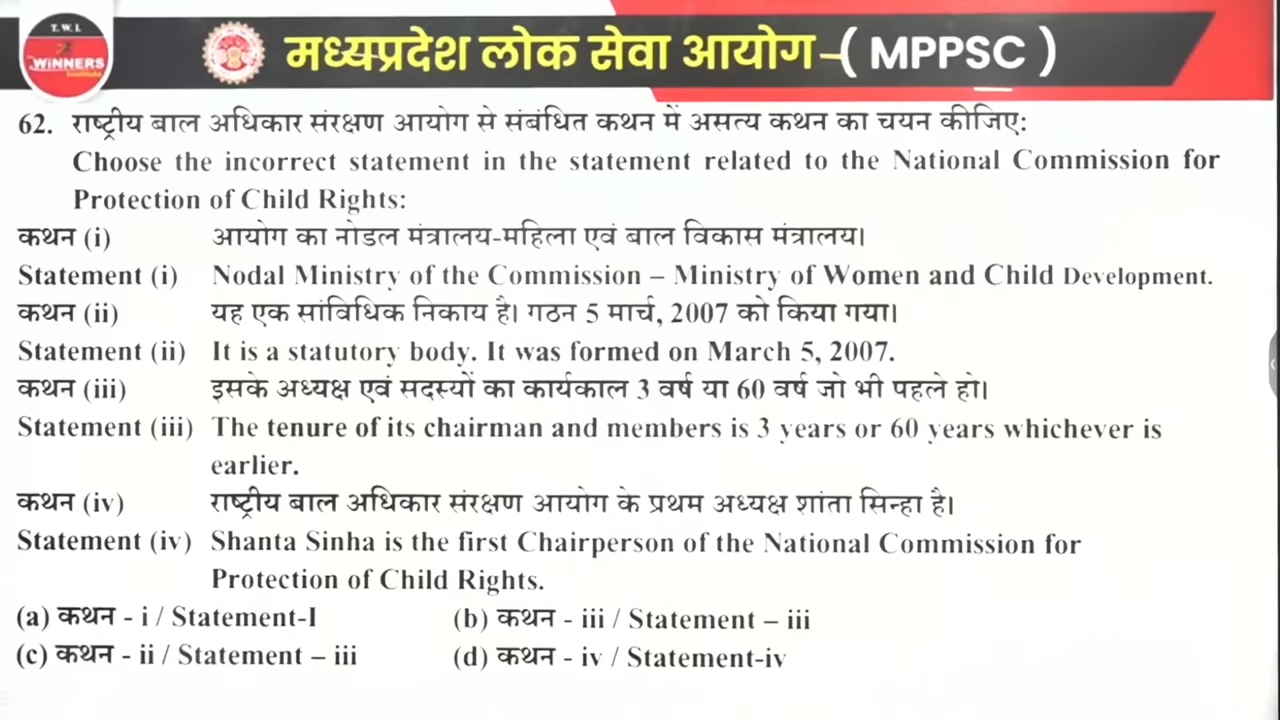 T.W.I.
WiNNERS
मध्यप्रदेश लोक सेवा आयोग–( MPPSC )
62. राष्ट्रीय बाल अधिकार संरक्षण आयोग से संबंधित कथन में असत्य कथन का चयन कीजिए:
Choose the incorrect statement in the statement related to the National Commission for
Protection of Child Rights:
कथन (i) आयोग का नोडल मंत्रालय-महिला एवं बाल विकास मंत्रालय।
Statement (i) Nodal Ministry of the Commission – Ministry of Women and Child Development.
कथन (ii) यह एक सांविधिक निकाय है। गठन 5 मार्च, 2007 को किया गया।
Statement (ii) It is a statutory body. It was formed on March 5, 2007.
कथन (iii) इसके अध्यक्ष एवं सदस्यों का कार्यकाल 3 वर्ष या 60 वर्ष जो भी पहले हो।
Statement (iii) The tenure of its chairman and members is 3 years or 60 years whichever is
earlier.
कथन (iv) राष्ट्रीय बाल अधिकार संरक्षण आयोग के प्रथम अध्यक्ष शांता सिन्हा है।
Statement (iv) Shanta Sinha is the first Chairperson of the National Commission for
Protection of Child Rights.
(a) कथन - i / Statement-I (b) कथन - iii / Statement – iii
(c) कथन - ii / Statement – iii (d) कथन - iv / Statement-iv